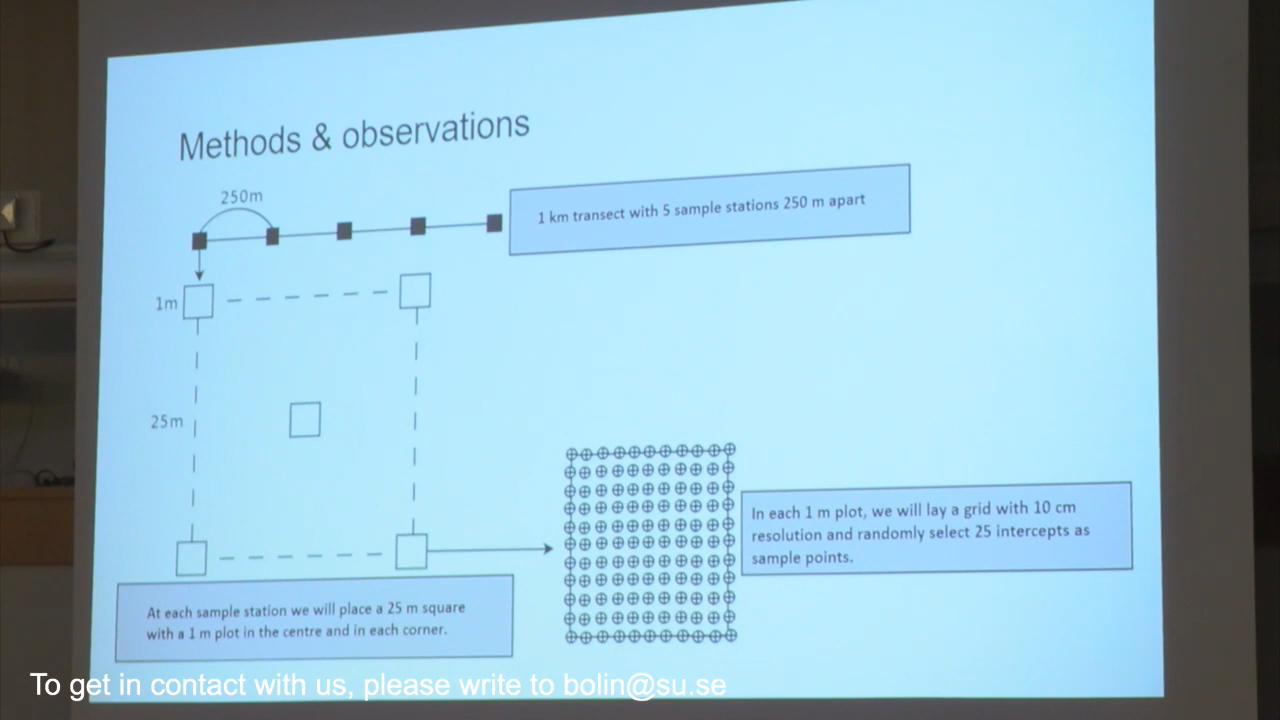 Methods & observations
250m
1 km transect with 5 sample stations 250 m apart
1m
25m
In each 1 m plot, we will lay a grid with 10 cm
resolution and randomly select 25 intercepts as
sample points.
At each sample station we will place a 25 m square
with a 1 m plot in the centre and in each corner.
To get in contact with us, please write to bolin@su.se